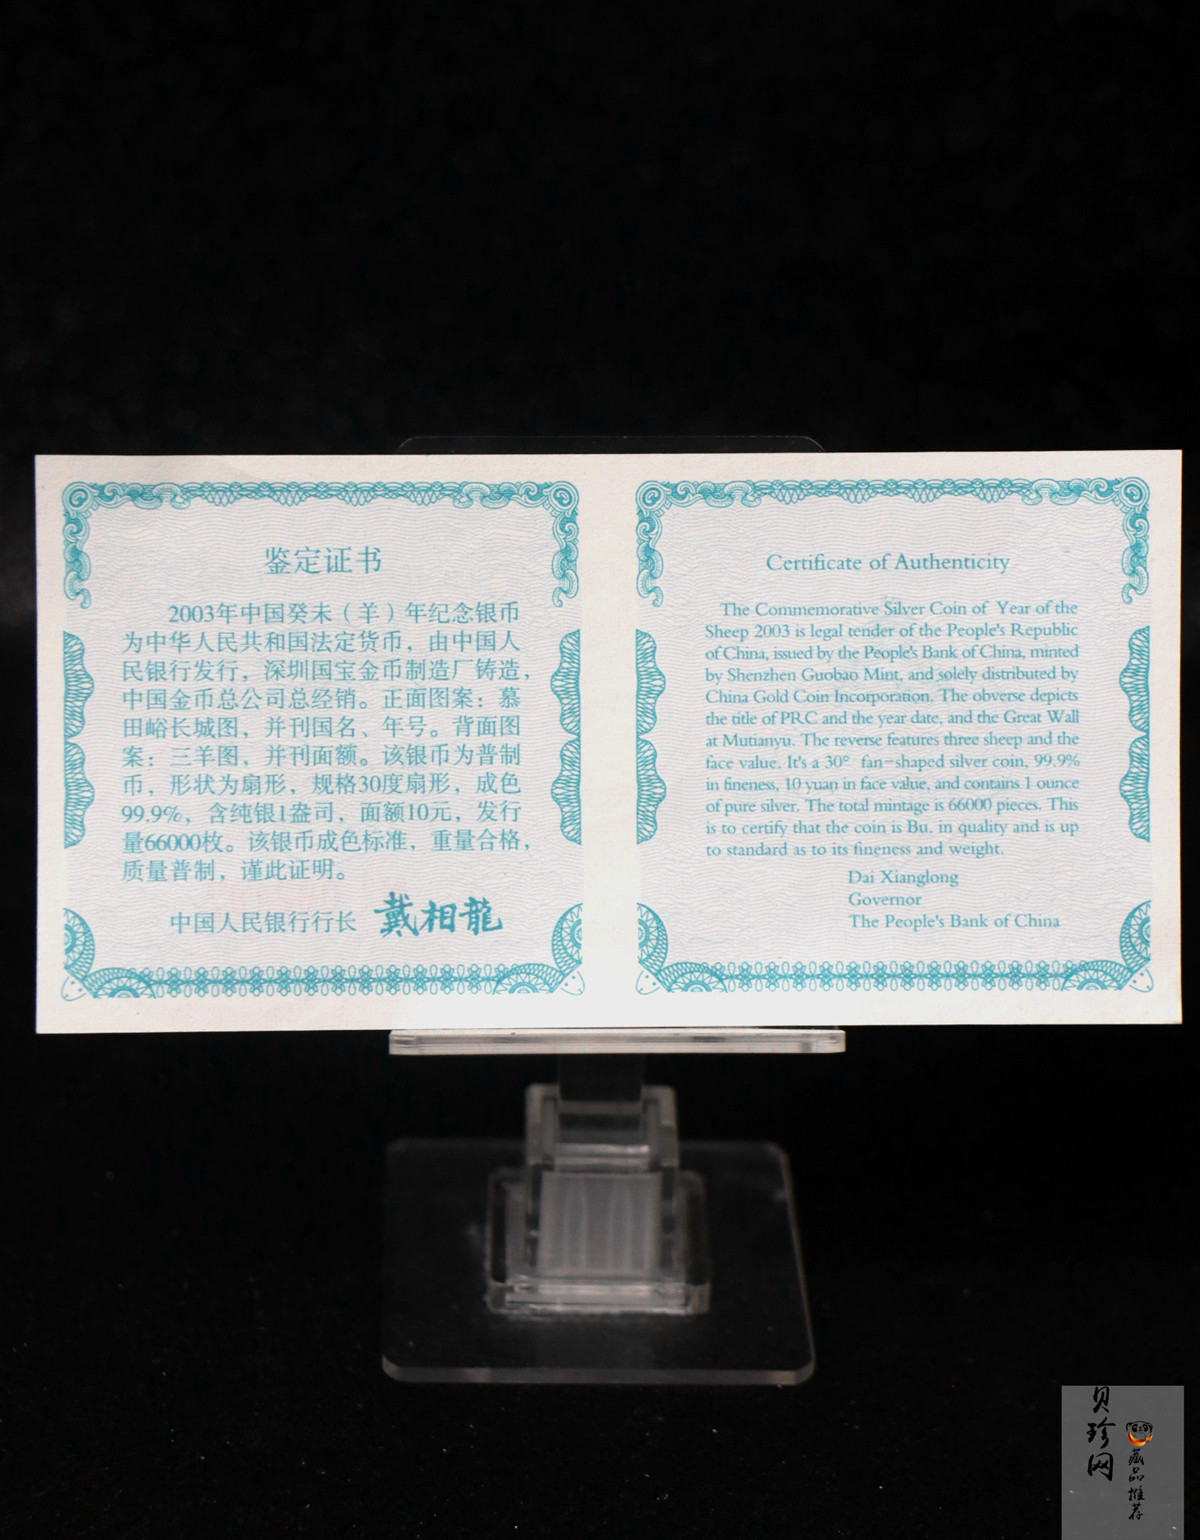 鉴定证书
2003年中国癸未（羊）年纪念银币
为中华人民共和国法定货币，由中国人
民银行发行，深圳国宝金币制造厂铸造，
中国金币总公司总经销。正面图案：慕
田峪长城图，并刊国名、年号。背面图
案：三羊图，并刊面额。该银币为普制
币，形状为扇形，规格30度扇形，成色
99.9%，含纯银1盎司，面额10元，发行
量66000枚。该银币成色标准，重量合格，
质量普制，谨此证明。
中国人民银行行长 戴相龍
Certificate of Authenticity
The Commemorative Silver Coin of Year of the
Sheep 2003 is legal tender of the People's Republic
of China, issued by the People's Bank of China, minted
by Shenzhen Guobao Mint, and solely distributed by
China Gold Coin Incorporation. The obverse depicts
the title of PRC and the year date, and the Great Wall
at Mutianyu. The reverse features three sheep and the
face value. It's a 30° fan-shaped silver coin, 99.9%
in fineness, 10 yuan in face value, and contains 1 ounce
of pure silver. The total mintage is 66000 pieces. This
is to certify that the coin is Bu. in quality and is up
to standard as to its fineness and weight.
Dai Xianglong
Governor
The People's Bank of China
贝珍网
藏品推荐